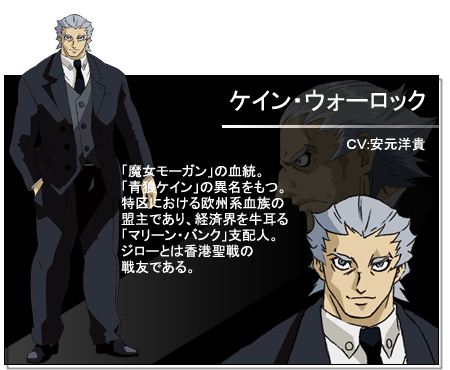 ケイン・ウォーロック
CV:安元洋貴
「魔女モーガン」の血統。
「青狼ケイン」の異名をもつ。
特区における欧州系血族の
盟主であり、経済界を牛耳る
「マリーン・バンク」支配人。
ジローとは香港聖戦の
戦友である。